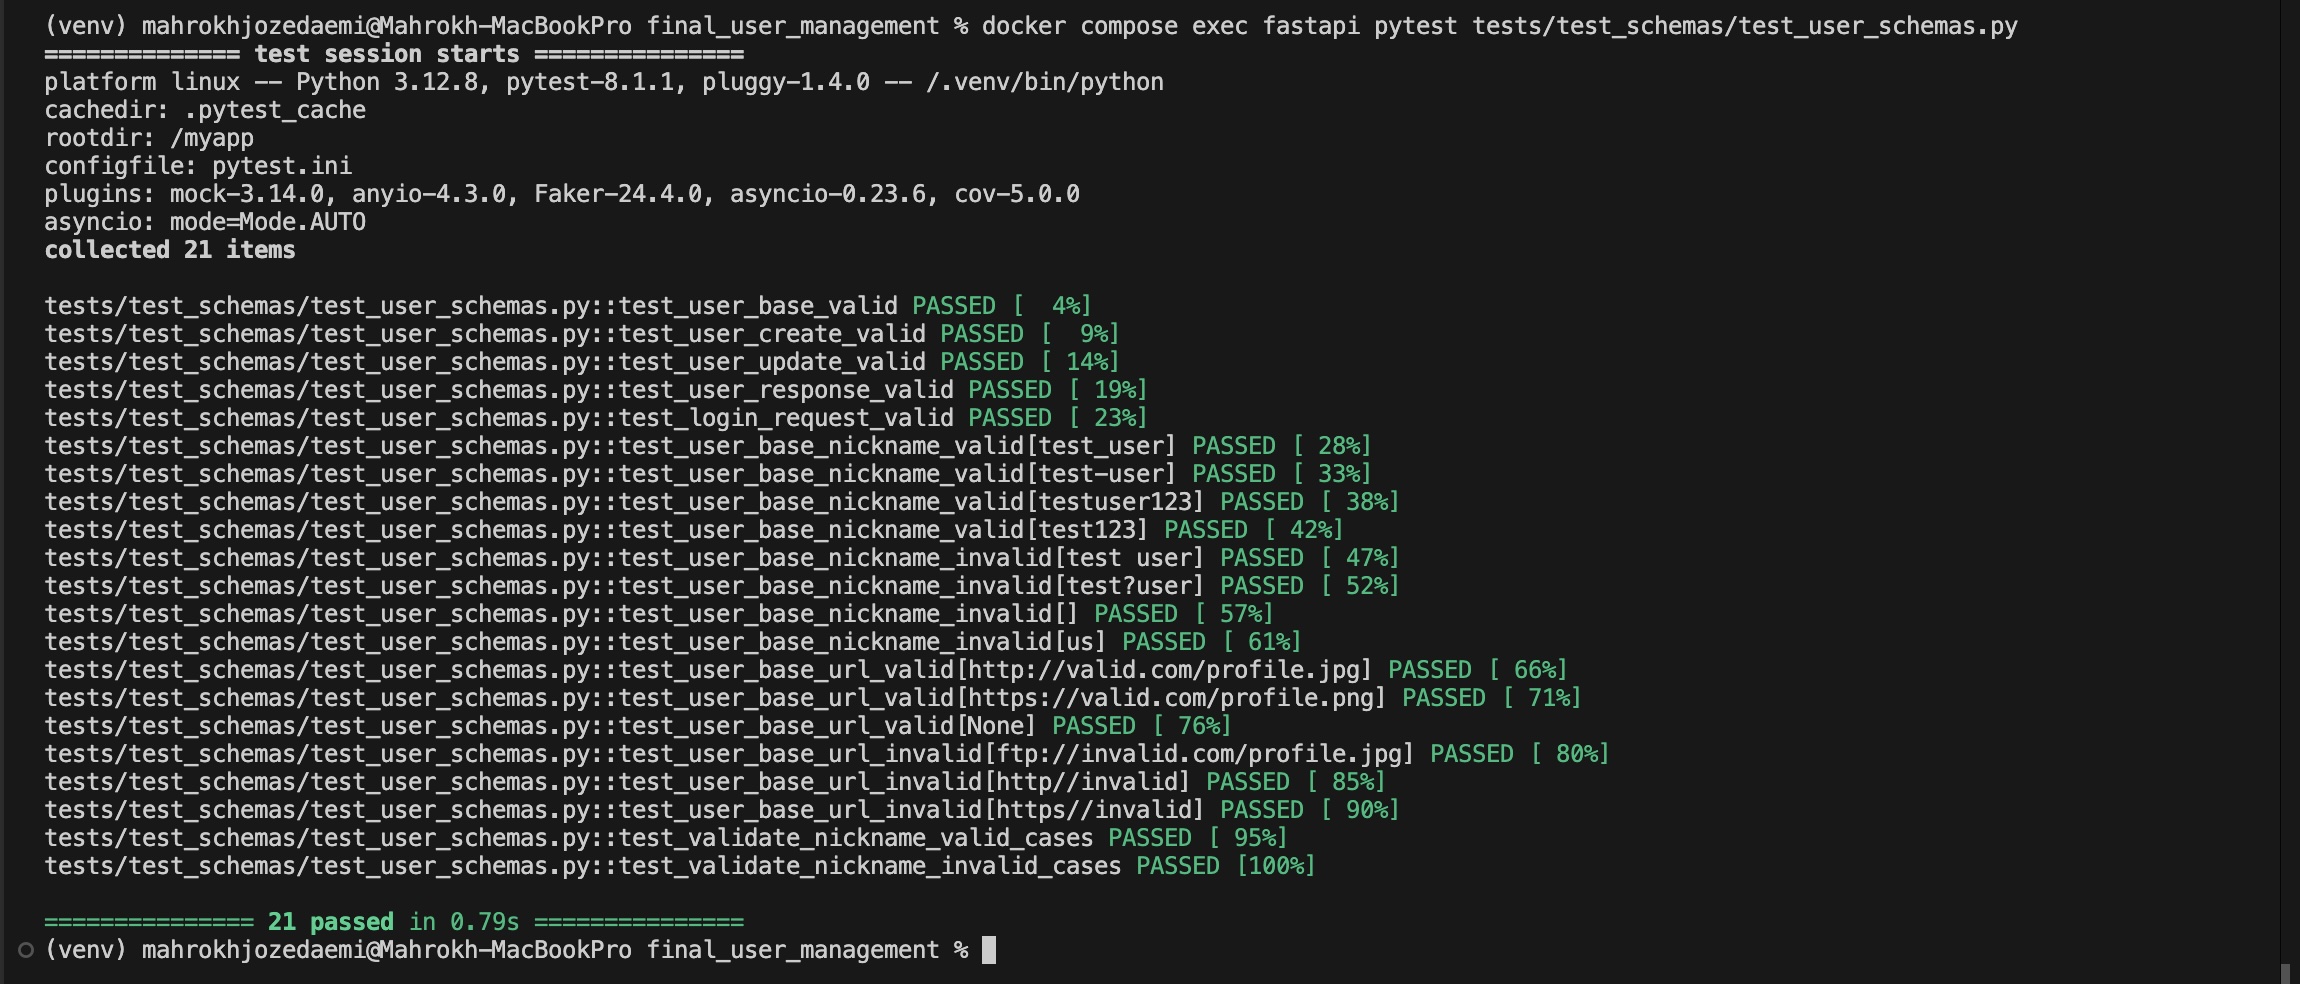 (venv) mahrokhjozedaemi@Mahrokh-MacBookPro final_user_management % docker compose exec fastapi pytest tests/test_schemas/test_user_schemas.py
============== test session starts ===============
platform linux -- Python 3.12.8, pytest-8.1.1, pluggy-1.4.0 -- /.venv/bin/python
cachedir: .pytest_cache
rootdir: /myapp
configfile: pytest.ini
plugins: mock-3.14.0, anyio-4.3.0, Faker-24.4.0, asyncio-0.23.6, cov-5.0.0
asyncio: mode=Mode.AUTO
collected 21 items

tests/test_schemas/test_user_schemas.py::test_user_base_valid PASSED [  4%]
tests/test_schemas/test_user_schemas.py::test_user_create_valid PASSED [  9%]
tests/test_schemas/test_user_schemas.py::test_user_update_valid PASSED [ 14%]
tests/test_schemas/test_user_schemas.py::test_user_response_valid PASSED [ 19%]
tests/test_schemas/test_user_schemas.py::test_login_request_valid PASSED [ 23%]
tests/test_schemas/test_user_schemas.py::test_user_base_nickname_valid[test_user] PASSED [ 28%]
tests/test_schemas/test_user_schemas.py::test_user_base_nickname_valid[test-user] PASSED [ 33%]
tests/test_schemas/test_user_schemas.py::test_user_base_nickname_valid[testuser123] PASSED [ 38%]
tests/test_schemas/test_user_schemas.py::test_user_base_nickname_valid[test123] PASSED [ 42%]
tests/test_schemas/test_user_schemas.py::test_user_base_nickname_invalid[test user] PASSED [ 47%]
tests/test_schemas/test_user_schemas.py::test_user_base_nickname_invalid[test?user] PASSED [ 52%]
tests/test_schemas/test_user_schemas.py::test_user_base_nickname_invalid[] PASSED [ 57%]
tests/test_schemas/test_user_schemas.py::test_user_base_nickname_invalid[us] PASSED [ 61%]
tests/test_schemas/test_user_schemas.py::test_user_base_url_valid[http://valid.com/profile.jpg] PASSED [ 66%]
tests/test_schemas/test_user_schemas.py::test_user_base_url_valid[https://valid.com/profile.png] PASSED [ 71%]
tests/test_schemas/test_user_schemas.py::test_user_base_url_valid[None] PASSED [ 76%]
tests/test_schemas/test_user_schemas.py::test_user_base_url_invalid[ftp://invalid.com/profile.jpg] PASSED [ 80%]
tests/test_schemas/test_user_schemas.py::test_user_base_url_invalid[http//invalid] PASSED [ 85%]
tests/test_schemas/test_user_schemas.py::test_user_base_url_invalid[https//invalid] PASSED [ 90%]
tests/test_schemas/test_user_schemas.py::test_validate_nickname_valid_cases PASSED [ 95%]
tests/test_schemas/test_user_schemas.py::test_validate_nickname_invalid_cases PASSED [100%]

=============== 21 passed in 0.79s ===============
(venv) mahrokhjozedaemi@Mahrokh-MacBookPro final_user_management %